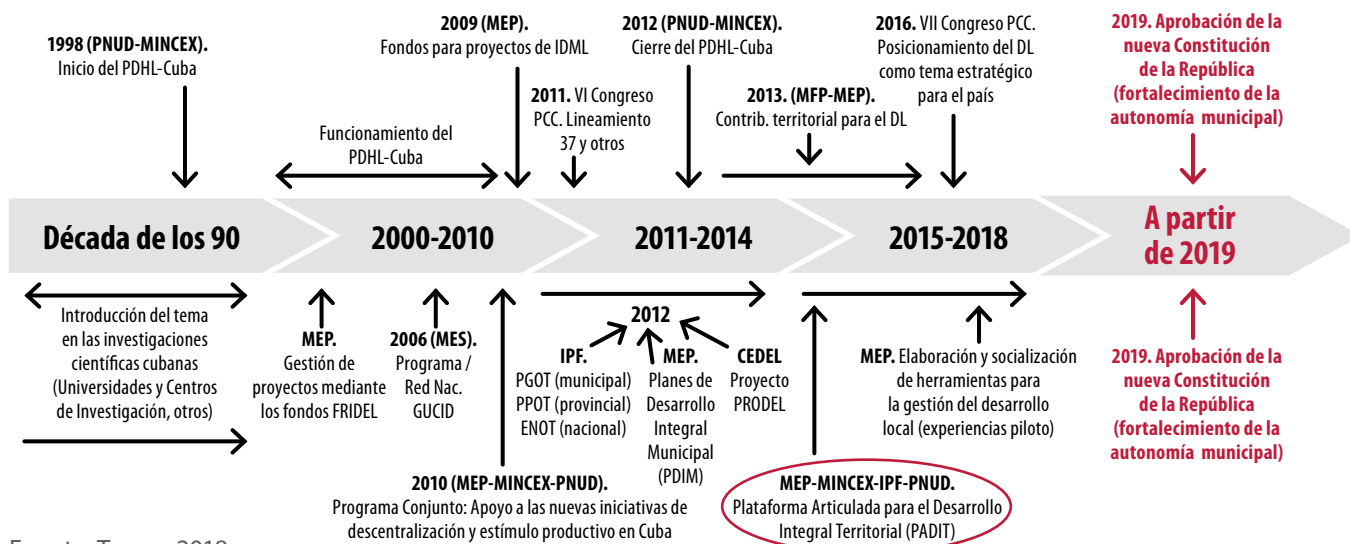 1998 (PNUD-MINCEX).
Inicio del PDHL-Cuba
Funcionamiento del
PDHL-Cuba
2009 (MEP).
Fondos para proyectos de IDML
2011. VI Congreso
PCC. Lineamiento
37 y otros
2012 (PNUD-MINCEX).
Cierre del PDHL-Cuba
2013. (MFP-MEP).
Contrib. territorial para el DL
2016. VII Congreso PCC.
Posicionamiento del DL
como tema estratégico
para el país
2019. Aprobación de la
nueva Constitución
de la República
(fortalecimiento de la
autonomía municipal)
Década de los 90
2000-2010
2011-2014
2015-2018
A partir
de 2019
Introducción del tema
en las investigaciones
científicas cubanas
(Universidades y Centros
de Investigación, otros)
MEP.
Gestión de
proyectos mediante
los fondos FRIDEL
2006 (MES).
Programa /
Red Nac.
GUCID
2010 (MEP-MINCEX-PNUD).
Programa Conjunto: Apoyo a las nuevas iniciativas de
descentralización y estímulo productivo en Cuba
2012
IPF.
PGOT (municipal)
PPOT (provincial)
ENOT (nacional)
MEP.
Planes de
Desarrollo
Integral
Municipal
(PDIM)
CEDEL
Proyecto
PRODEL
MEP. Elaboración y socialización
de herramientas para
la gestión del desarrollo
local (experiencias piloto)
MEP-MINCEX-IPF-PNUD.
Plataforma Articulada para el Desarrollo
Integral Territorial (PADIT)
2019. Aprobación de la
nueva Constitución
de la República
(fortalecimiento de la
autonomía municipal)